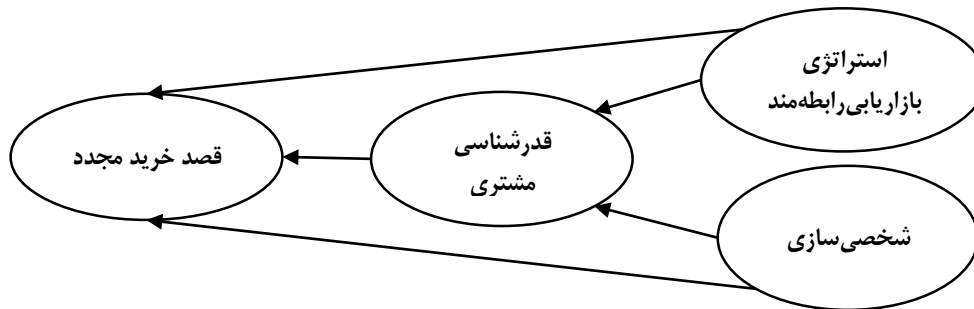 استراتژی
بازاریابی‌رابطه‌مند
قدرشناسی
مشتری
قصد خرید مجدد
شخصی‌سازی